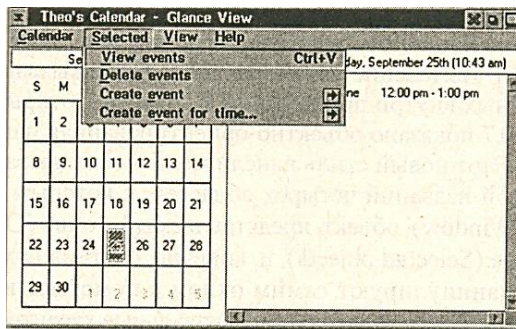 Theo's Calendar - Glance View
Calendar Selected View Help
Se
View events Ctrl+V
day, September 25th (10:43 am)
Delete events
Create event
Create event for time...
ne 12:00 pm - 1:00 pm
S M
1 2
8 9 10 11 12 13 14
15 16 17 18 19 20 21
22 23 24 26 27 28
29 30 1 2 3 4 5